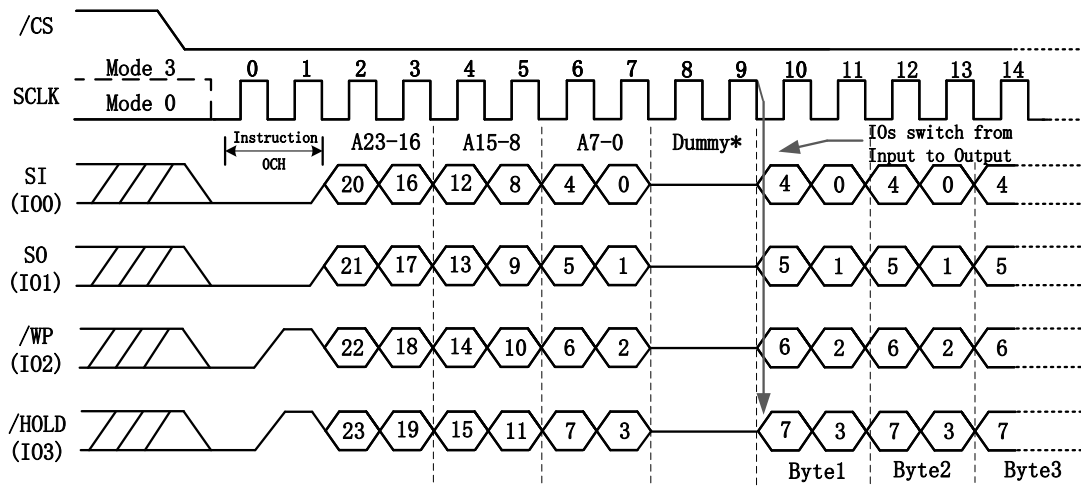 /CS
Mode 3
0 1 2 3 4 5 6 7 8 9 10 11 12 13 14
SCLK
Mode 0
Instruction
0CH
A23-16 A15-8 A7-0 Dummy*
IOs switch from
Input to Output
SI
(IO0)
20 16 12 8 4 0 4 0 4 0 4
SO
(IO1)
21 17 13 9 5 1 5 1 5 1 5
/WP
(IO2)
22 18 14 10 6 2 6 2 6 2 6
/HOLD
(IO3)
23 19 15 11 7 3 7 3 7 3 7
Byte1 Byte2 Byte3